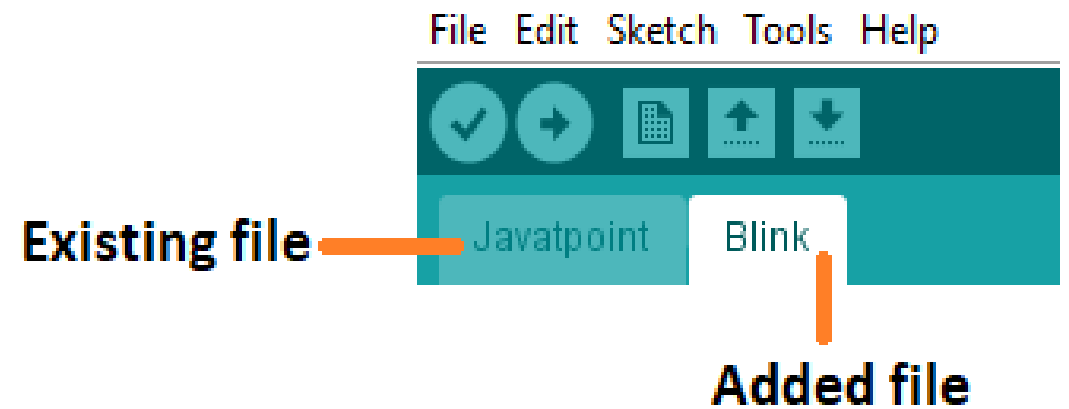 File Edit Sketch Tools Help
Existing file
Javatpoint Blink
Added file